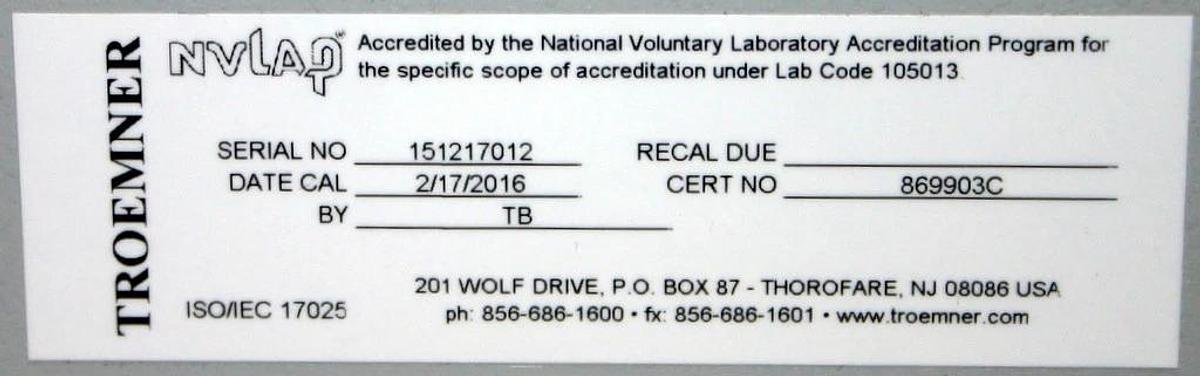 TROEMNER
NVLAP Accredited by the National Voluntary Laboratory Accreditation Program for
the specific scope of accreditation under Lab Code 105013
SERIAL NO 151217012 RECAL DUE
DATE CAL 2/17/2016 CERT NO 869903C
BY TB
201 WOLF DRIVE, P.O. BOX 87 - THOROFARE, NJ 08086 USA
ISO/IEC 17025 ph: 856-686-1600 • fx: 856-686-1601 • www.troemner.com